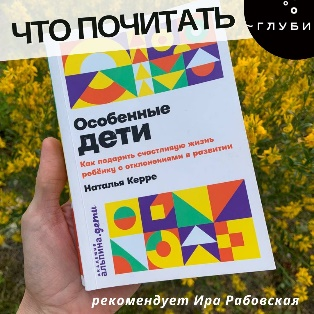 ЧТО ПОЧИТАТЬ
~ГЛУБИ
Особенные
дети
Как подарить счастливую жизнь
ребёнку с отклонениями в развитии
Наталья Керре
альпина.дети
рекомендует Ира Рабовская